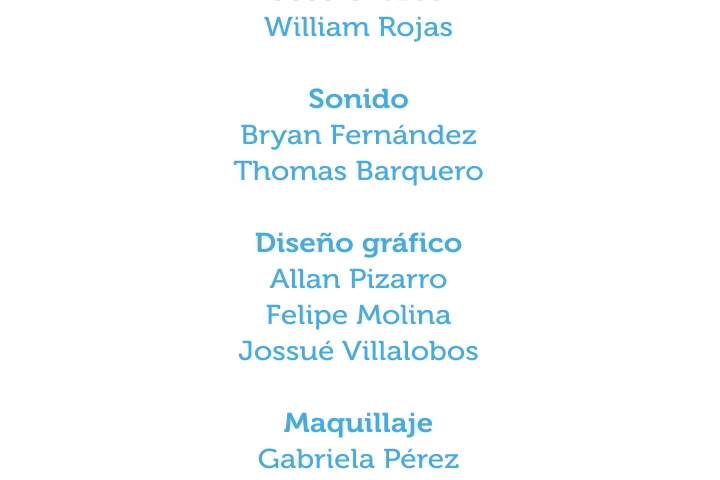 William Rojas
Sonido
Bryan Fernández
Thomas Barquero
Diseño gráfico
Allan Pizarro
Felipe Molina
Jossué Villalobos
Maquillaje
Gabriela Pérez